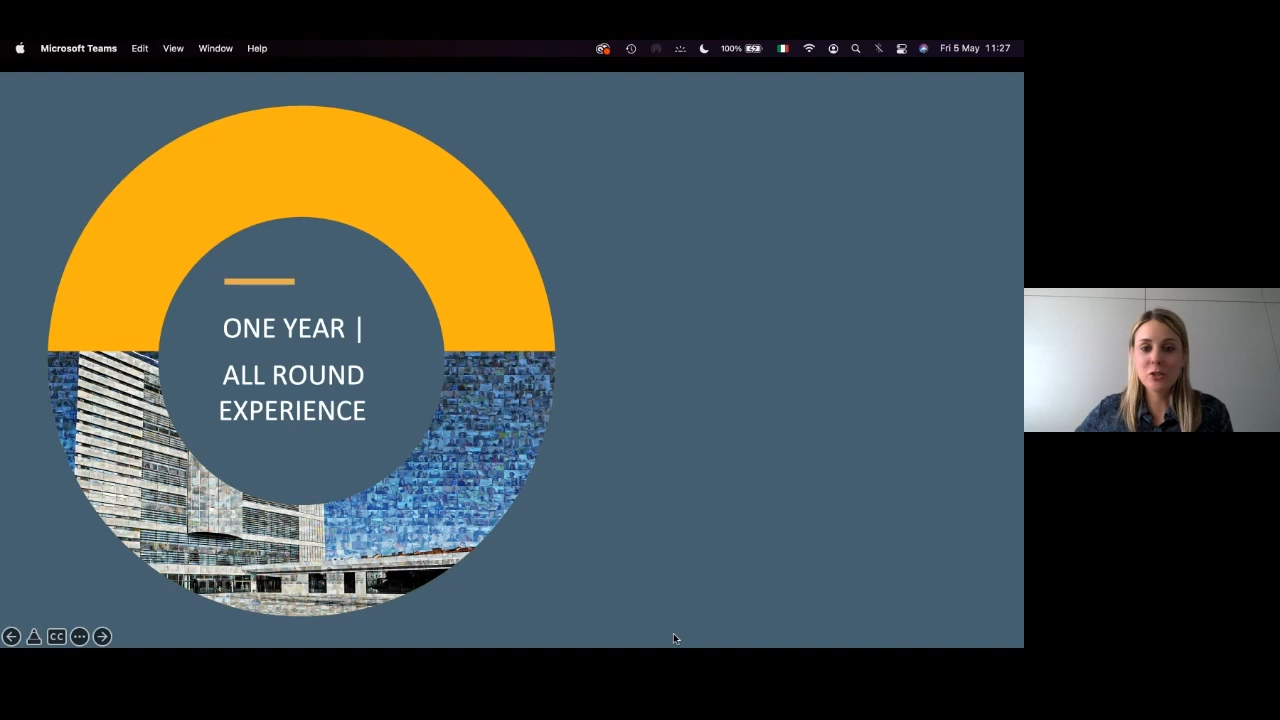 Microsoft Teams Edit View Window Help 100% Fri 5 May 11:27
ONE YEAR |
ALL ROUND
EXPERIENCE
CC